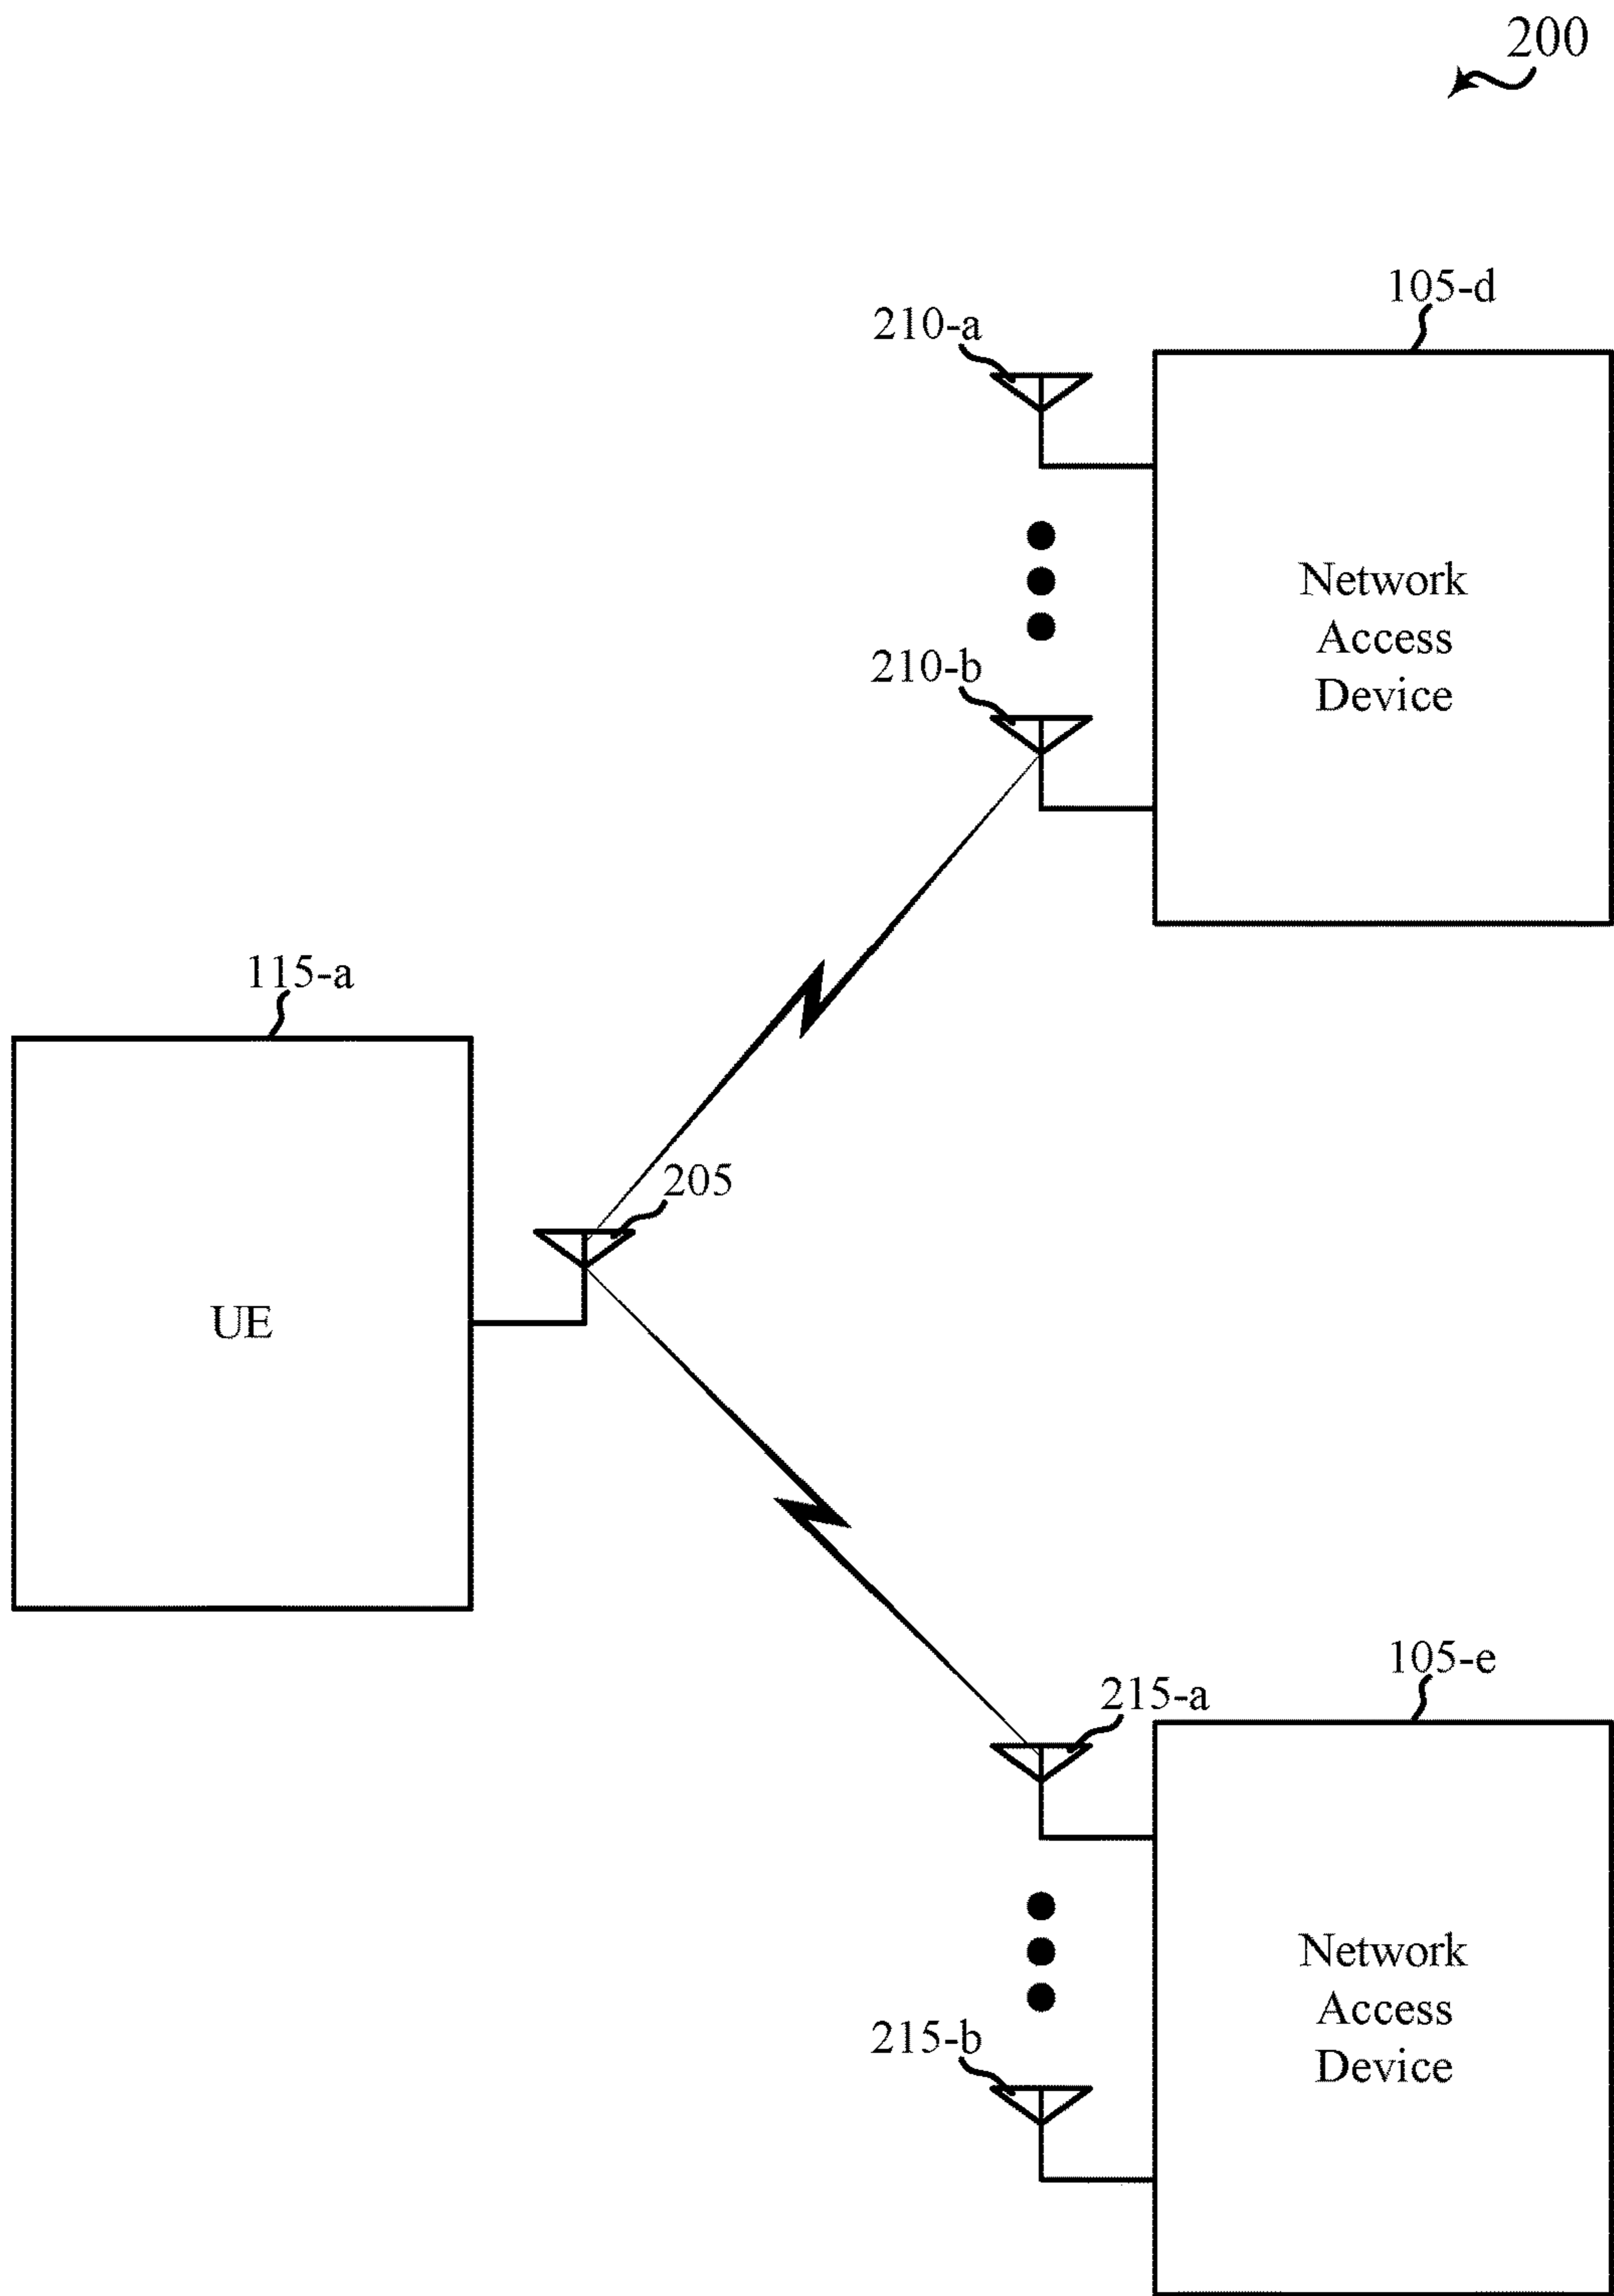 200
105-d
210-a
Network
Access
Device
210-b
115-a
205
UE
105-e
215-a
Network
Access
Device
215-b